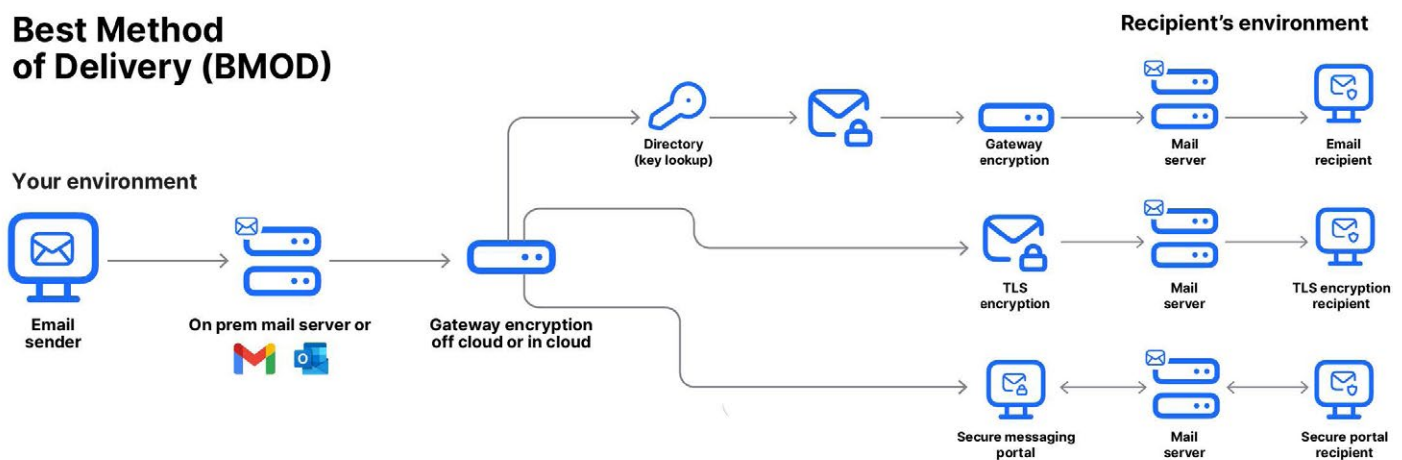 Best Method
of Delivery (BMOD)
Recipient's environment
Directory
(key lookup)
Gateway
encryption
Mail
server
Email
recipient
Your environment
Email
sender
On prem mail server or
Gateway encryption
off cloud or in cloud
TLS
encryption
Mail
server
TLS encryption
recipient
Secure messaging
portal
Mail
server
Secure portal
recipient